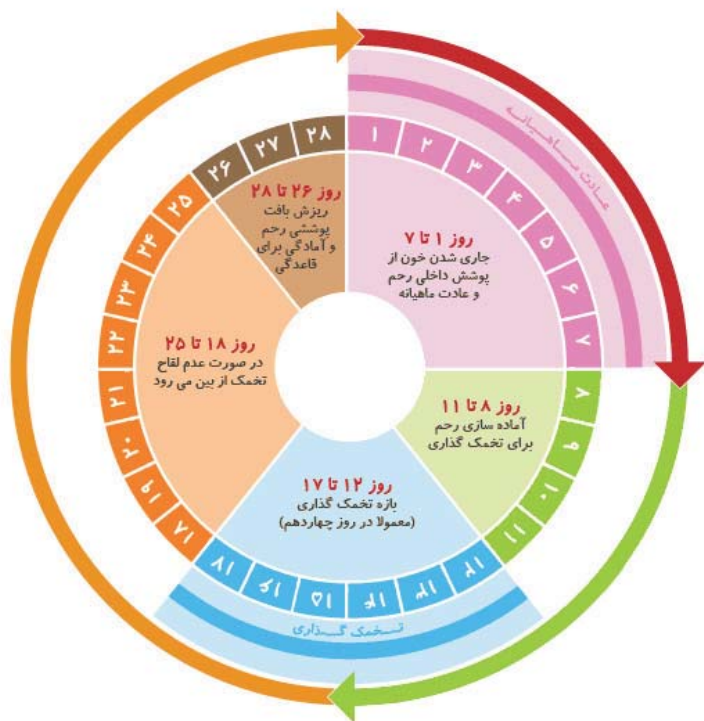 عادت ماهیانه
۱
۲
۳
۴
۵
۶
۷
روز ۱ تا ۷
جاری شدن خون از
پوشش داخلی رحم
و عادت ماهیانه
۸
۹
۱۰
۱۱
روز ۸ تا ۱۱
آماده سازی رحم
برای تخمک گذاری
۱۲
۱۳
۱۴
۱۵
۱۶
۱۷
روز ۱۲ تا ۱۷
بازه تخمک گذاری
(معمولا در روز چهاردهم)
تخمک گذاری
۱۸
۱۹
۲۰
۲۱
۲۲
۲۳
۲۴
۲۵
روز ۱۸ تا ۲۵
در صورت عدم لقاح
تخمک از بین می رود
۲۶
۲۷
۲۸
روز ۲۶ تا ۲۸
ریزش بافت
پوششی رحم
و آمادگی برای
قاعدگی